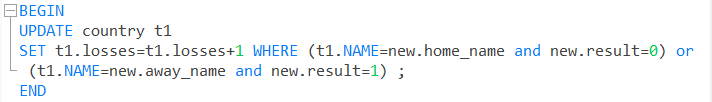 BEGIN
UPDATE country t1
SET t1.losses=t1.losses+1 WHERE (t1.NAME=new.home_name and new.result=0) or
(t1.NAME=new.away_name and new.result=1) ;
END